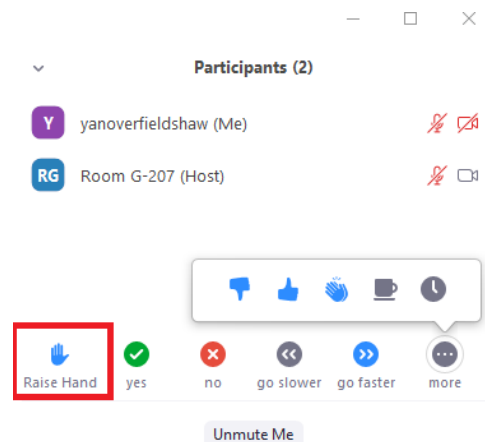 Participants (2)
Y yanoverfieldshaw (Me)
RG Room G-207 (Host)
Raise Hand yes no go slower go faster more
Unmute Me